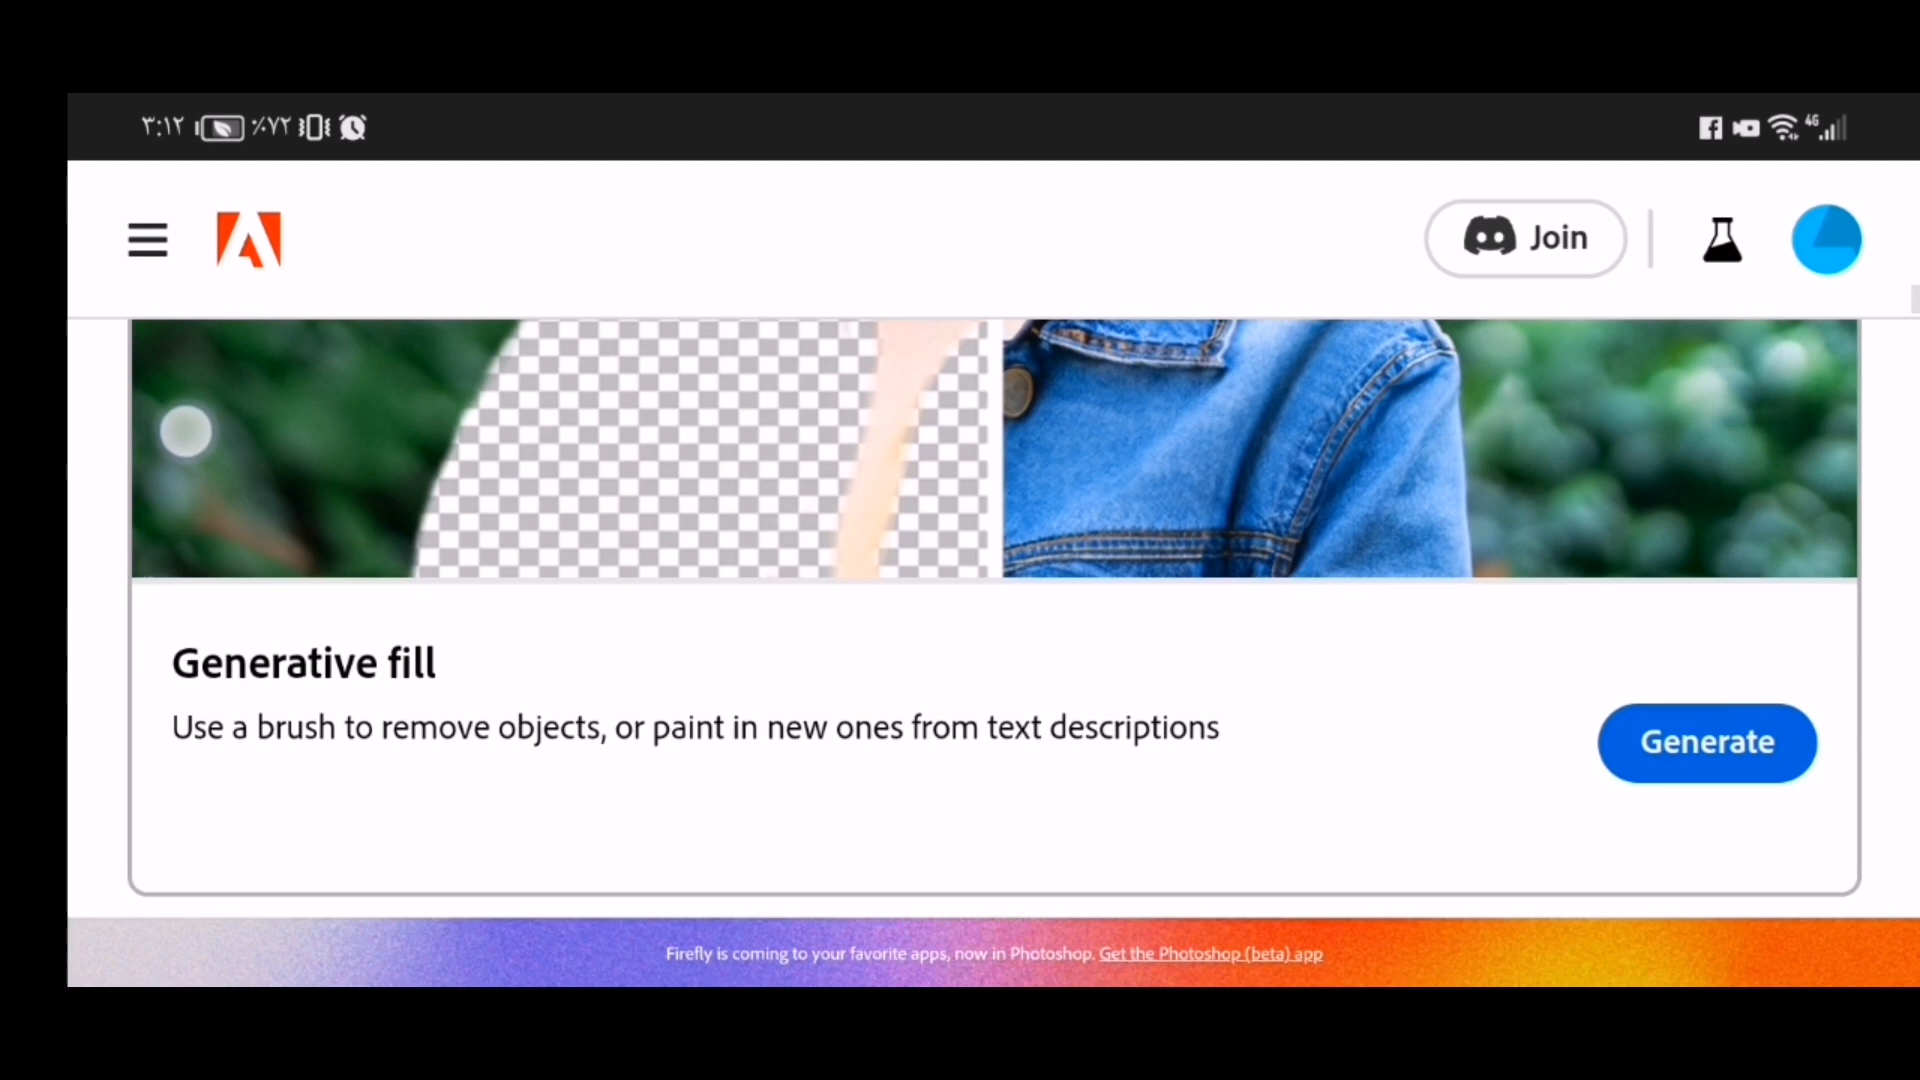 ٣:١٢ ٪٧٢
4G
Join
Generative fill
Use a brush to remove objects, or paint in new ones from text descriptions
Generate
Firefly is coming to your favorite apps, now in Photoshop. Get the Photoshop (beta) app